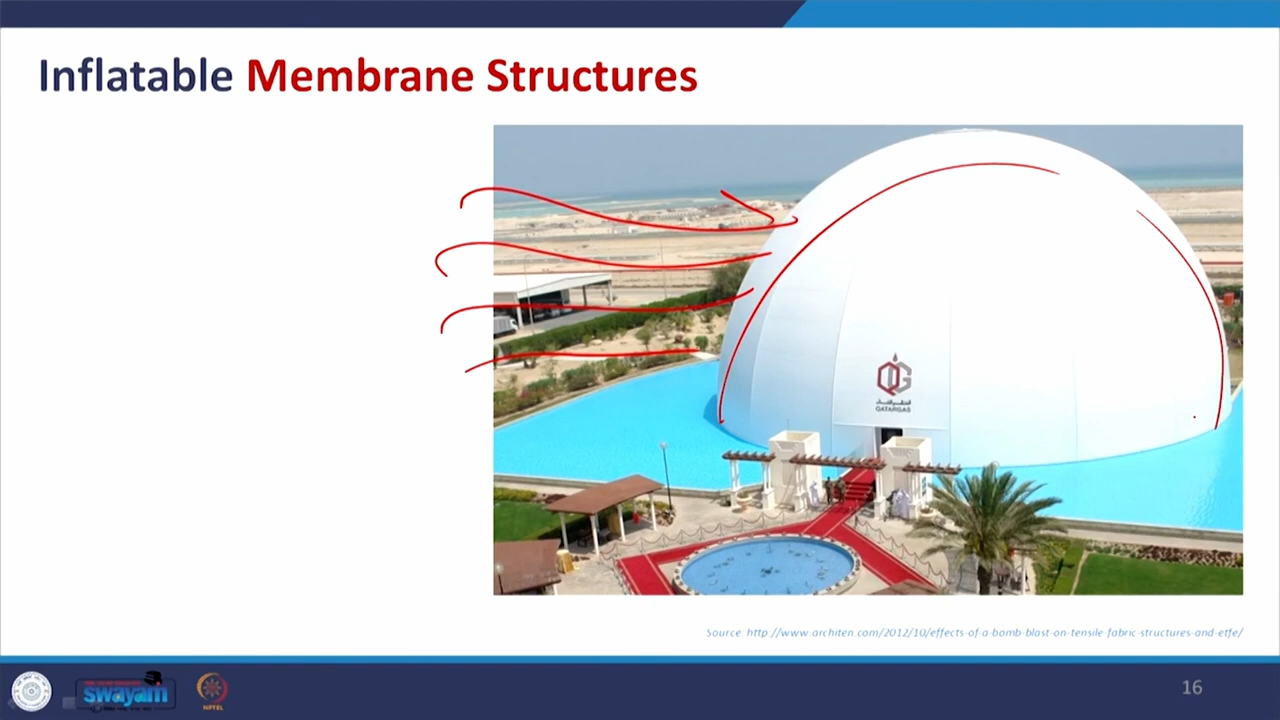 Inflatable Membrane Structures
QG
QATARGAS
Source: http://www.architen.com/2012/10/effects-of-a-bomb-blast-on-tensile-fabric-structures-and-etfe/
swayam
NPTEL
16